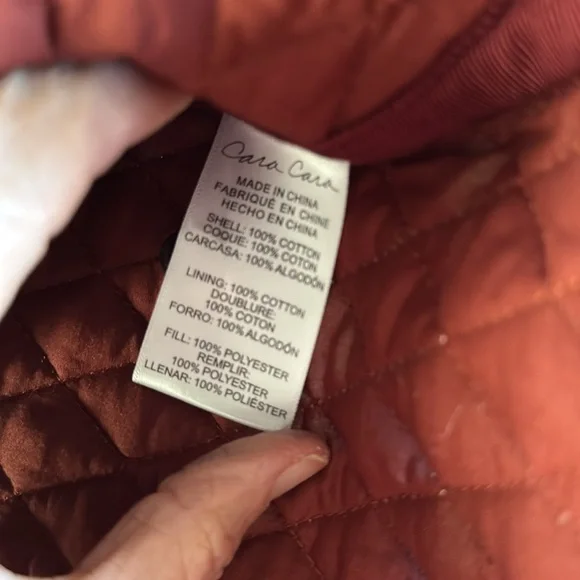 Cara Cara
MADE IN CHINA
FABRIQUÉ EN CHINE
HECHO EN CHINA
SHELL: 100% COTTON
COQUE: 100% COTON
CARCASA: 100% ALGODÓN
LINING: 100% COTTON
DOUBLURE:
100% COTON
FORRO: 100% ALGODÓN
FILL: 100% POLYESTER
REMPLIR:
100% POLYESTER
LLENAR: 100% POLIÉSTER